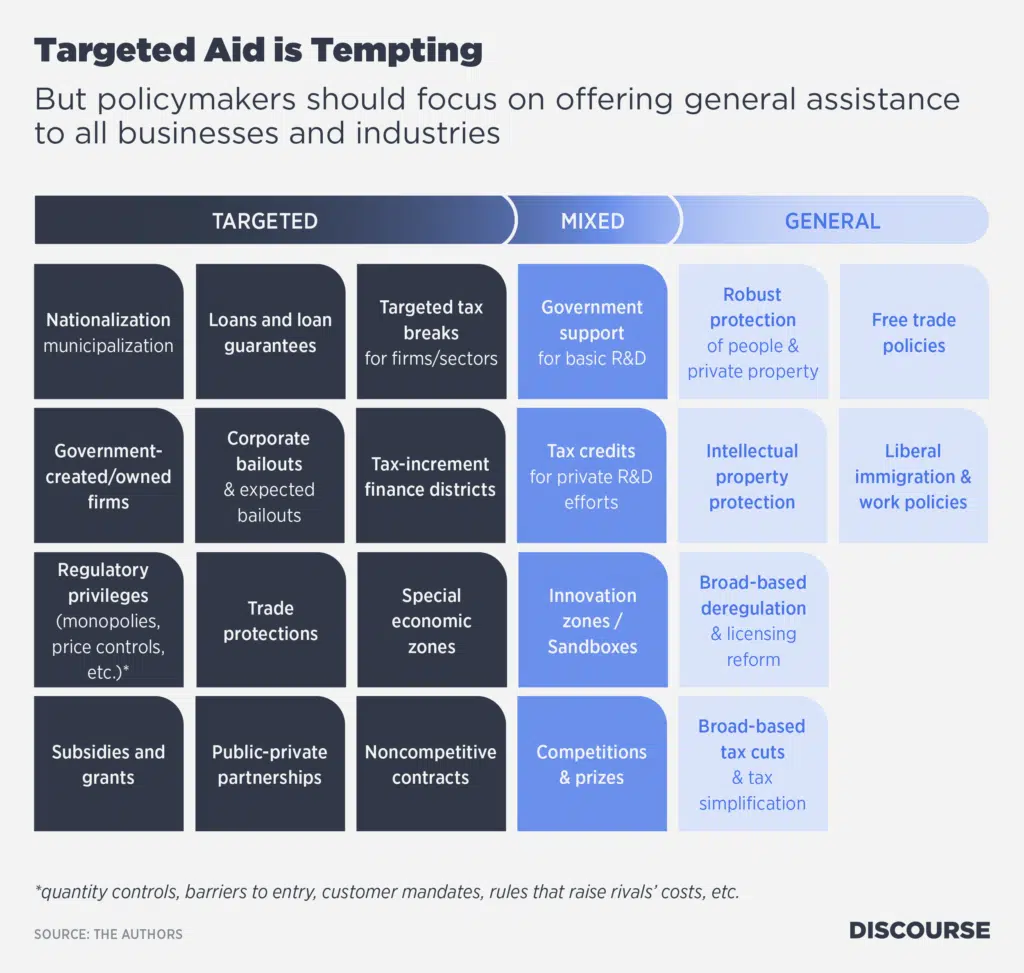 Targeted Aid is Tempting
But policymakers should focus on offering general assistance
to all businesses and industries
TARGETED
MIXED
GENERAL
Nationalization
municipalization
Loans and loan
guarantees
Targeted tax
breaks
for firms/sectors
Government
support
for basic R&D
Robust
protection
of people &
private property
Free trade
policies
Government-
created/owned
firms
Corporate
bailouts
& expected
bailouts
Tax-increment
finance districts
Tax credits
for private R&D
efforts
Intellectual
property
protection
Liberal
immigration &
work policies
Regulatory
privileges
(monopolies,
price controls,
etc.)*
Trade
protections
Special
economic
zones
Innovation
zones /
Sandboxes
Broad-based
deregulation
& licensing
reform
Subsidies and
grants
Public-private
partnerships
Noncompetitive
contracts
Competitions
& prizes
Broad-based
tax cuts
& tax
simplification
*quantity controls, barriers to entry, customer mandates, rules that raise rivals' costs, etc.
SOURCE: THE AUTHORS
DISCOURSE